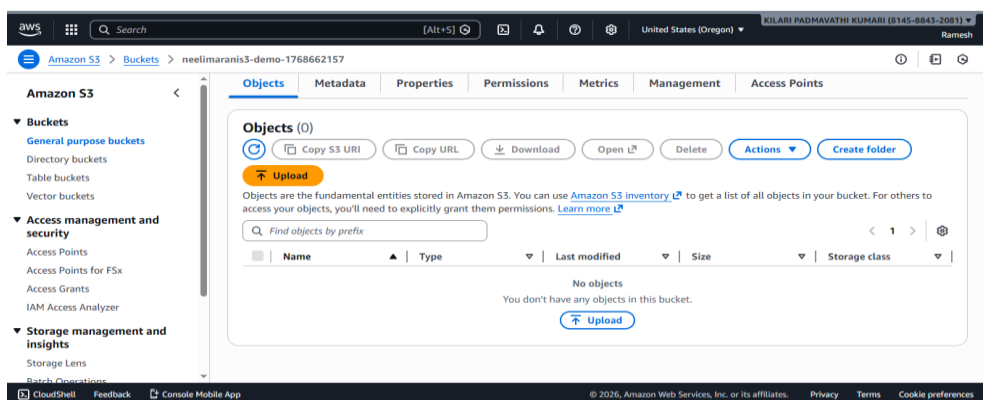 aws
Search
[Alt+S]
United States (Oregon)
KILARI PADMAVATHI KUMARI (8145-8843-2081)
Ramesh
Amazon S3 > Buckets > neelimaranis3-demo-1768662157
Amazon S3
Buckets
General purpose buckets
Directory buckets
Table buckets
Vector buckets
Access management and
security
Access Points
Access Points for FSx
Access Grants
IAM Access Analyzer
Storage management and
insights
Storage Lens
Batch Operations
Objects Metadata Properties Permissions Metrics Management Access Points
Objects (0)
Copy S3 URI Copy URL Download Open Delete Actions Create folder
Upload
Objects are the fundamental entities stored in Amazon S3. You can use Amazon S3 inventory to get a list of all objects in your bucket. For others to
access your objects, you'll need to explicitly grant them permissions. Learn more
Find objects by prefix
< 1 >
Name Type Last modified Size Storage class
No objects
You don't have any objects in this bucket.
Upload
CloudShell Feedback Console Mobile App
© 2026, Amazon Web Services, Inc. or its affiliates. Privacy Terms Cookie preferences